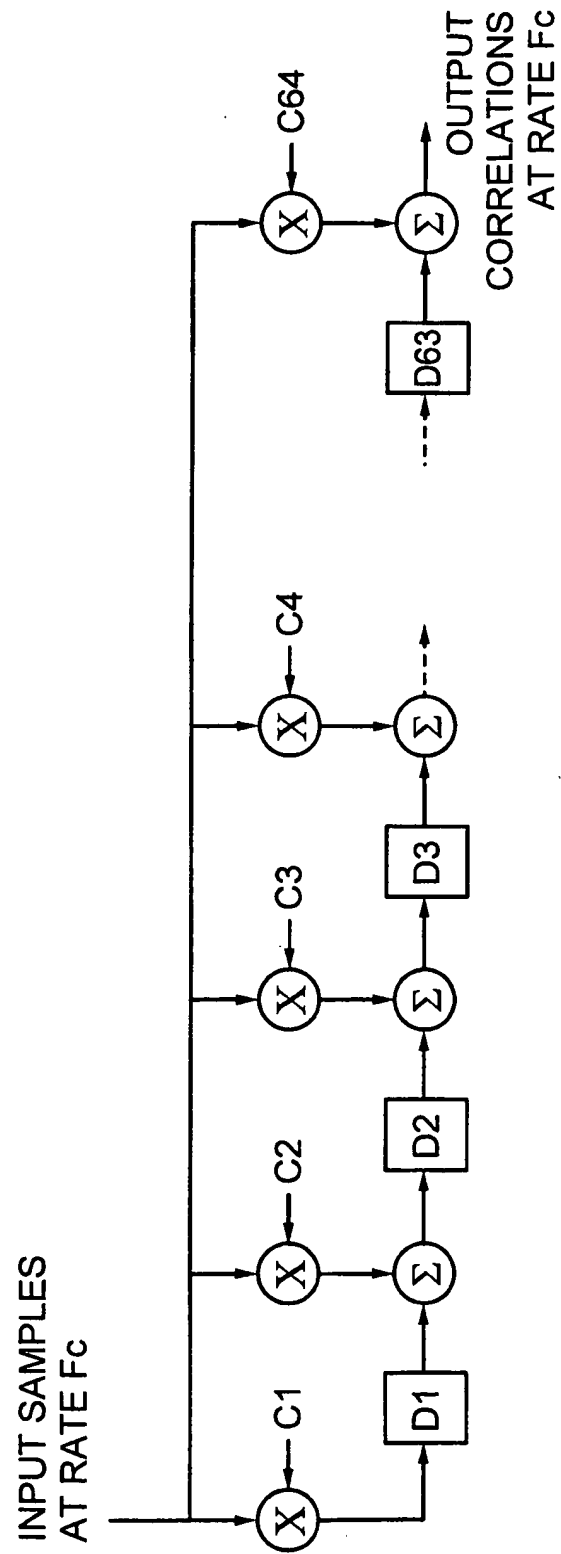 INPUT SAMPLES
AT RATE Fc
C1
C2
C3
C4
C64
X
X
X
X
X
D1
Σ
D2
Σ
D3
Σ
D63
Σ
OUTPUT
CORRELATIONS
AT RATE Fc